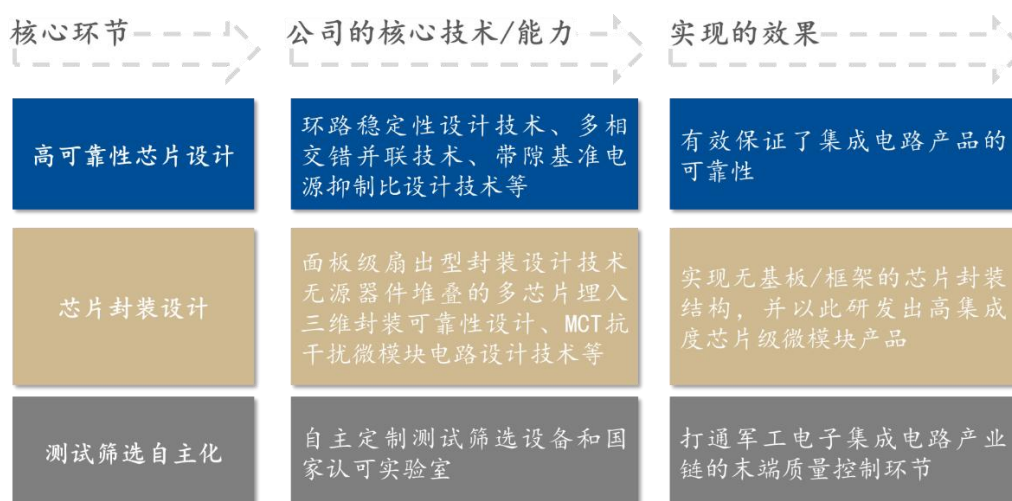 核心环节
公司的核心技术/能力
实现的效果
高可靠性芯片设计
环路稳定性设计技术、多相
交错并联技术、带隙基准电
源抑制比设计技术等
有效保证了集成电路产品的
可靠性
芯片封装设计
面板级扇出型封装设计技术
无源器件堆叠的多芯片埋入
三维封装可靠性设计、MCT抗
干扰微模块电路设计技术等
实现无基板/框架的芯片封装
结构，并以此研发出高集成
度芯片级微模块产品
测试筛选自主化
自主定制测试筛选设备和国
家认可实验室
打通军工电子集成电路产业
链的末端质量控制环节